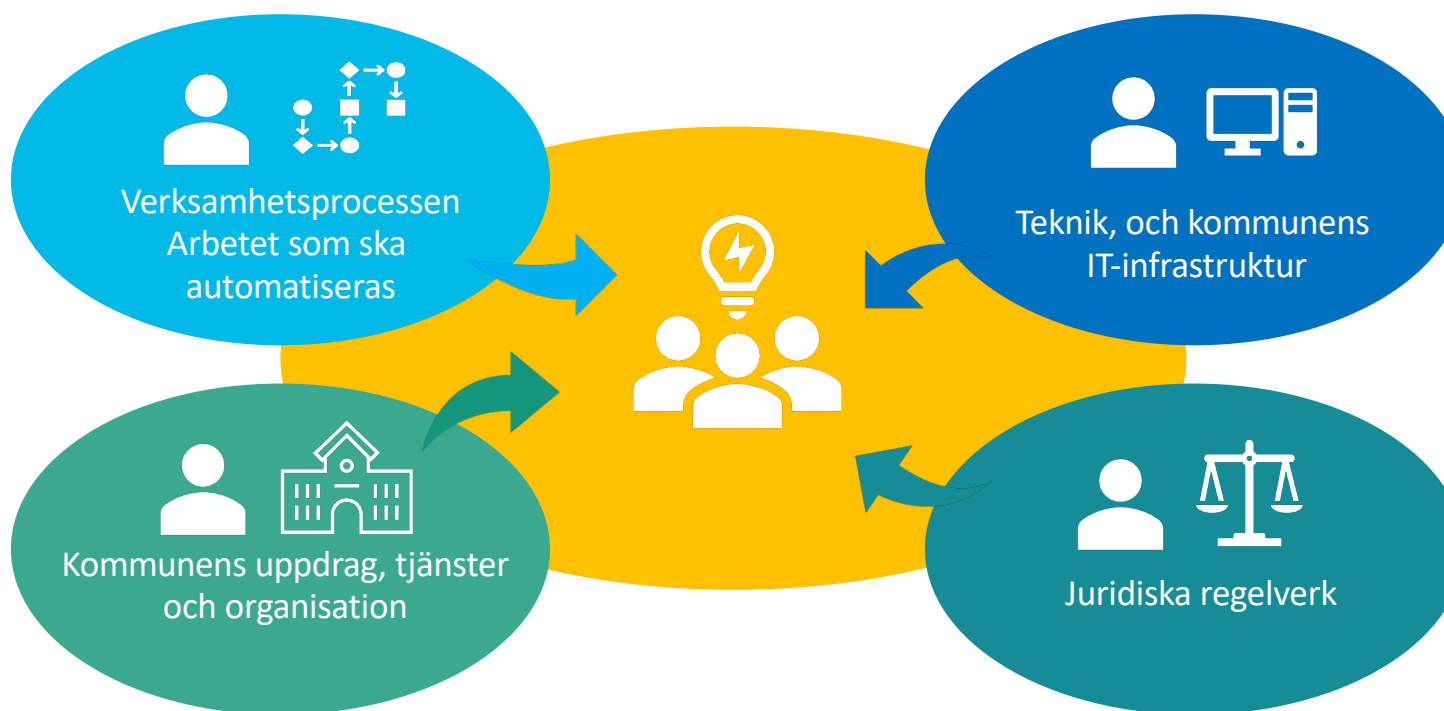 Verksamhetsprocessen
Arbetet som ska
automatiseras
Teknik, och kommunens
IT-infrastruktur
Kommunens uppdrag, tjänster
och organisation
Juridiska regelverk